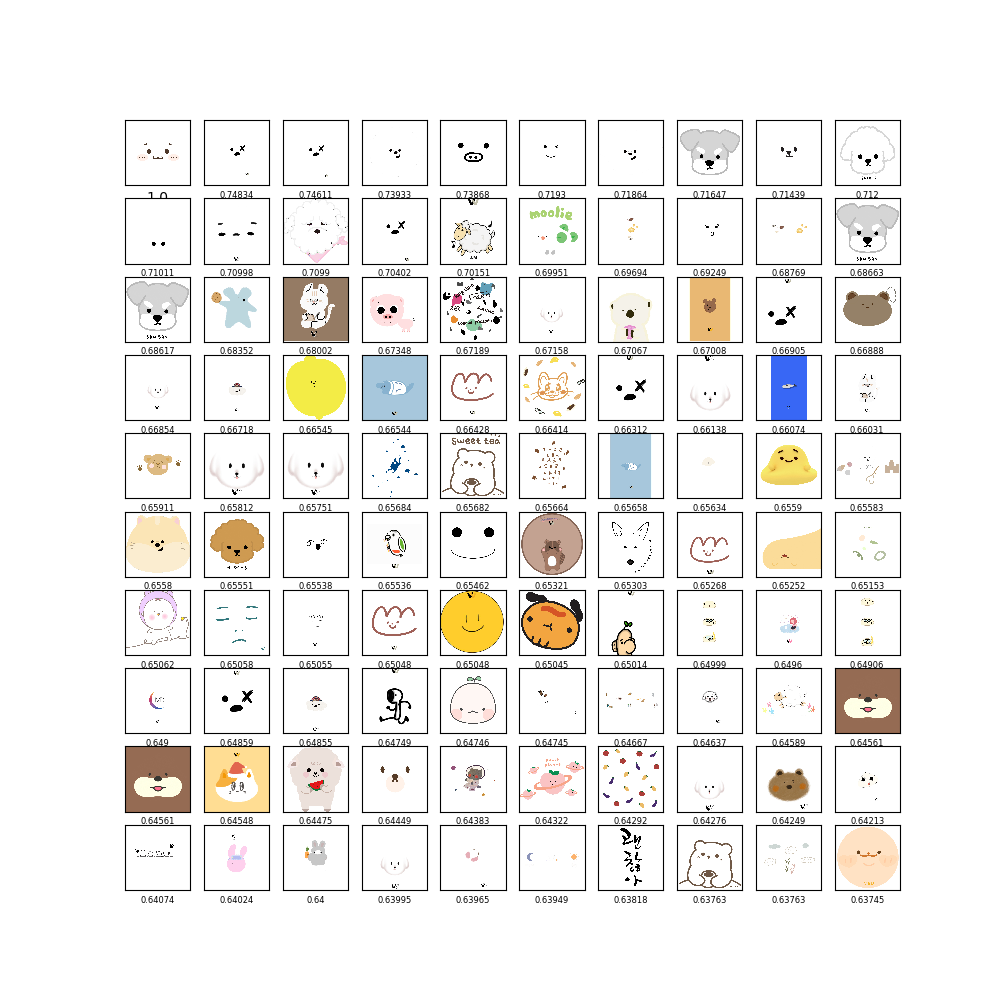 1.0 0.74834 0.74611 0.73933 0.73868 0.7193 0.71864 0.71647 0.71439 0.712
moolie
0.71011 0.70998 0.7099 0.70402 0.70151 0.69951 0.69694 0.69249 0.68769 0.68663
0.68617 0.68352 0.68002 0.67348 0.67189 0.67158 0.67067 0.67008 0.66905 0.66888
0.66854 0.66718 0.66545 0.66544 0.66428 0.66414 0.66312 0.66138 0.66074 0.66031
Sweet tea
0.65911 0.65812 0.65751 0.65684 0.65682 0.65664 0.65658 0.65634 0.6559 0.65583
0.6558 0.65551 0.65538 0.65536 0.65462 0.65321 0.65303 0.65268 0.65252 0.65153
0.65062 0.65058 0.65055 0.65048 0.65048 0.65045 0.65014 0.64999 0.6496 0.64906
0.649 0.64859 0.64855 0.64749 0.64746 0.64745 0.64667 0.64637 0.64589 0.64561
0.64561 0.64548 0.64475 0.64449 0.64383 0.64322 0.64292 0.64276 0.64249 0.64213
괜
찮
아
0.64074 0.64024 0.64 0.63995 0.63965 0.63949 0.63818 0.63763 0.63763 0.63745